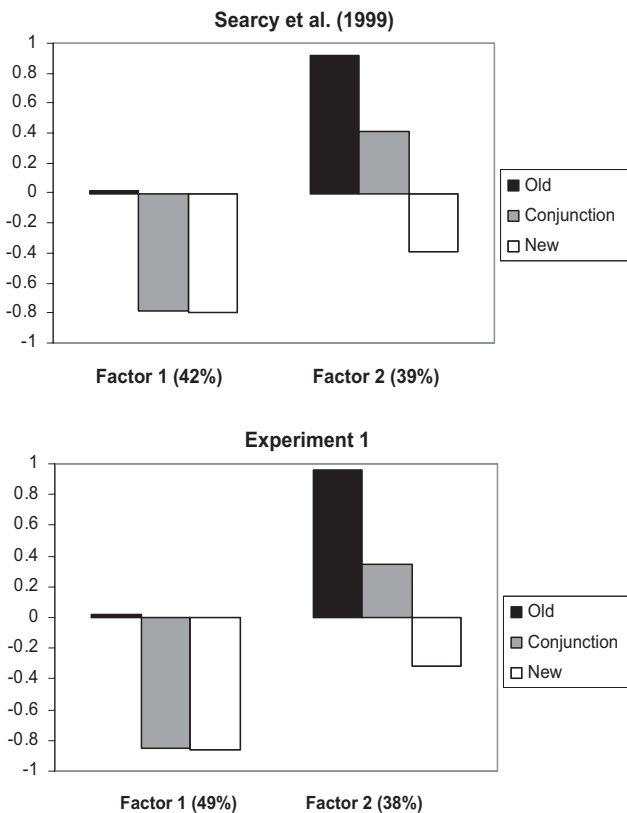 Searcy et al. (1999)
1
0.8
0.6
0.4
0.2
0
-0.2
-0.4
-0.6
-0.8
-1
Old
Conjunction
New
Factor 1 (42%) Factor 2 (39%)
Experiment 1
1
0.8
0.6
0.4
0.2
0
-0.2
-0.4
-0.6
-0.8
-1
Old
Conjunction
New
Factor 1 (49%) Factor 2 (38%)